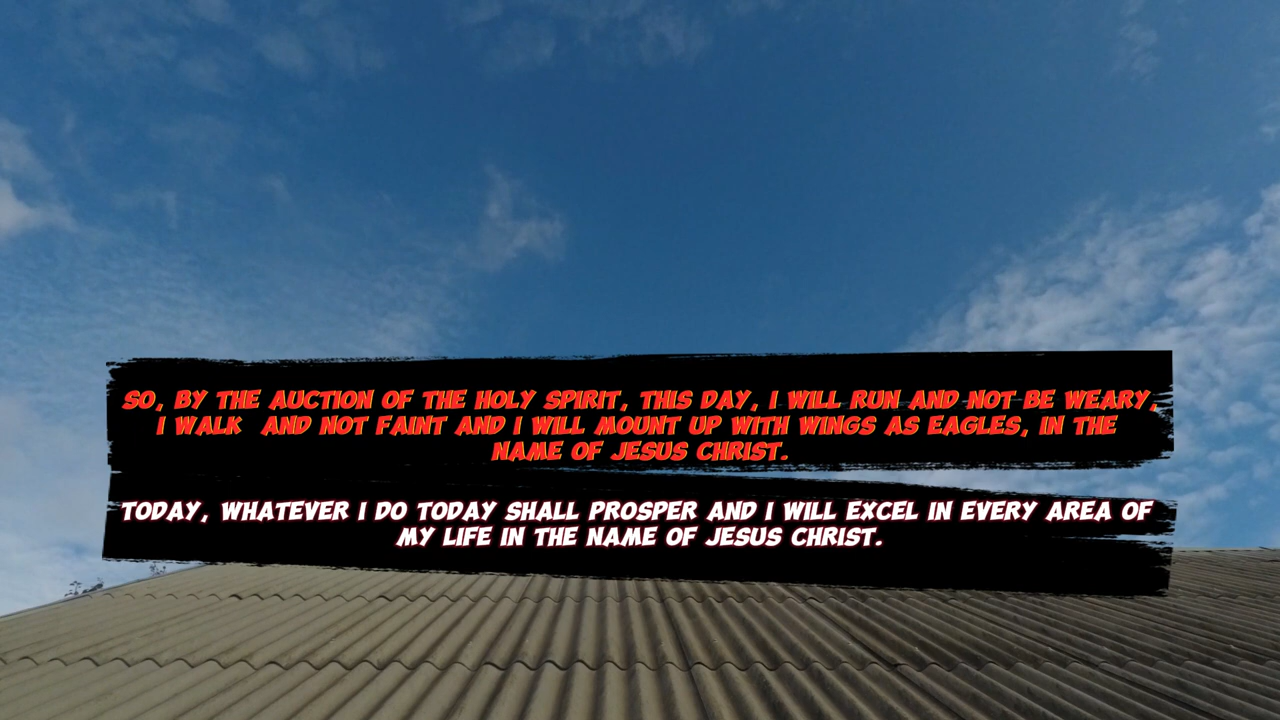 SO, BY THE AUCTION OF THE HOLY SPIRIT, THIS DAY, I WILL RUN AND NOT BE WEARY,
I WALK AND NOT FAINT AND I WILL MOUNT UP WITH WINGS AS EAGLES, IN THE
NAME OF JESUS CHRIST.
TODAY, WHATEVER I DO TODAY SHALL PROSPER AND I WILL EXCEL IN EVERY AREA OF
MY LIFE IN THE NAME OF JESUS CHRIST.